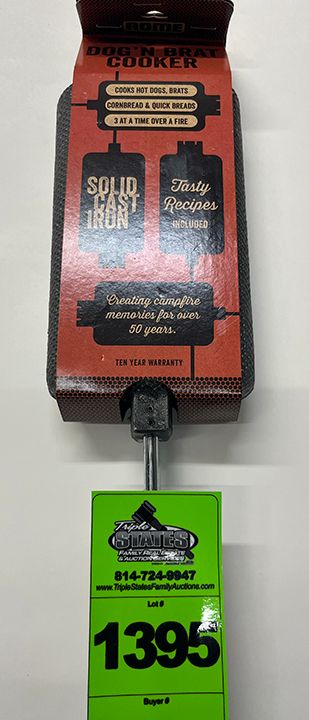 ROME
DOG'N BRAT
COOKER
COOKS HOT DOGS, BRATS
CORNBREAD & QUICK BREADS
3 AT A TIME OVER A FIRE
SOLID
CAST
IRON
Tasty
Recipes
INCLUDED
Creating campfire
memories for over
50 years.
TEN YEAR WARRANTY
Triple
STATES
FAMILY REAL ESTATE
& AUCTION SERVICES
814-724-9947
www.TripleStatesFamilyAuctions.com
Lot #
1395
Buyer #